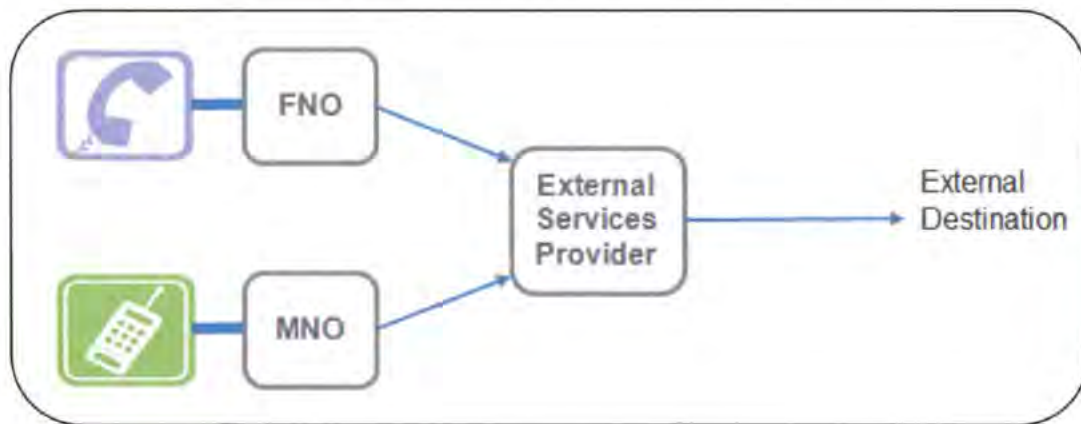 FNO
External
Services
Provider
External
Destination
MNO